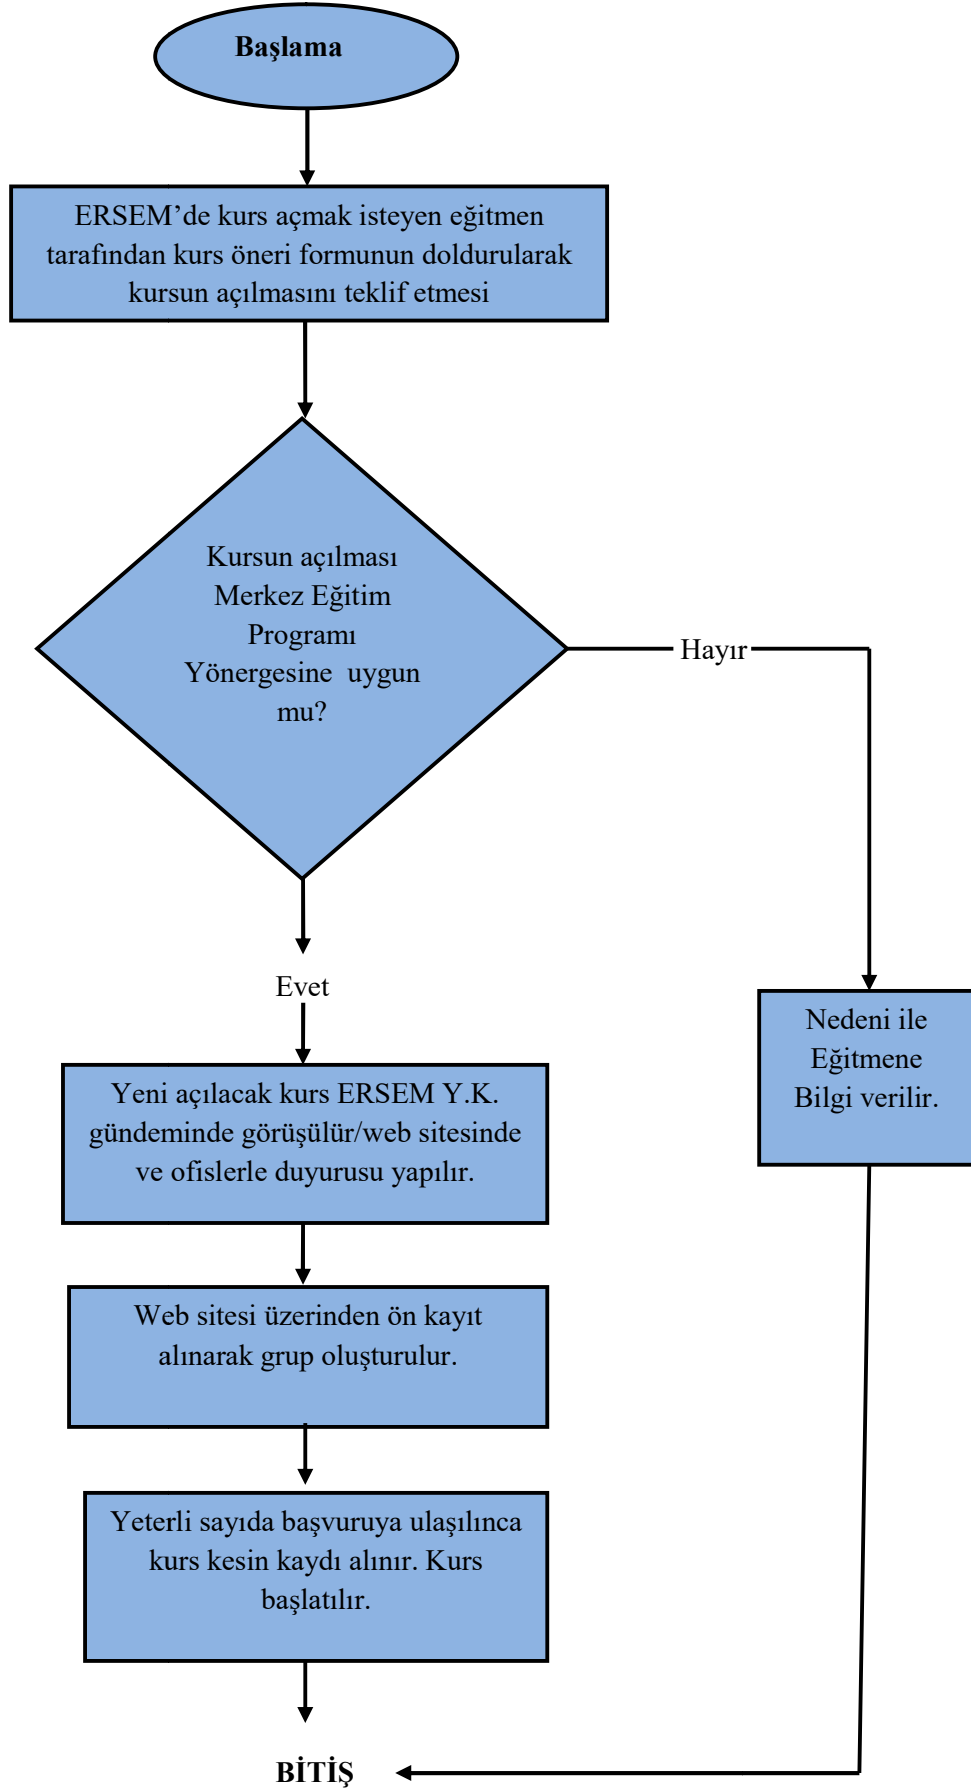 Başlama
ERSEM’de kurs açmak isteyen eğitmen
tarafından kurs öneri formunun doldurularak
kursun açılmasını teklif etmesi
Kursun açılması
Merkez Eğitim
Programı
Yönergesine  uygun
mu?
Hayır
Evet
Nedeni ile
Eğitmene
Bilgi verilir.
Yeni açılacak kurs ERSEM Y.K.
gündeminde görüşülür/web sitesinde
ve ofislerle duyurusu yapılır.
Web sitesi üzerinden ön kayıt
alınarak grup oluşturulur.
Yeterli sayıda başvuruya ulaşılınca
kurs kesin kaydı alınır. Kurs
başlatılır.
BİTİŞ